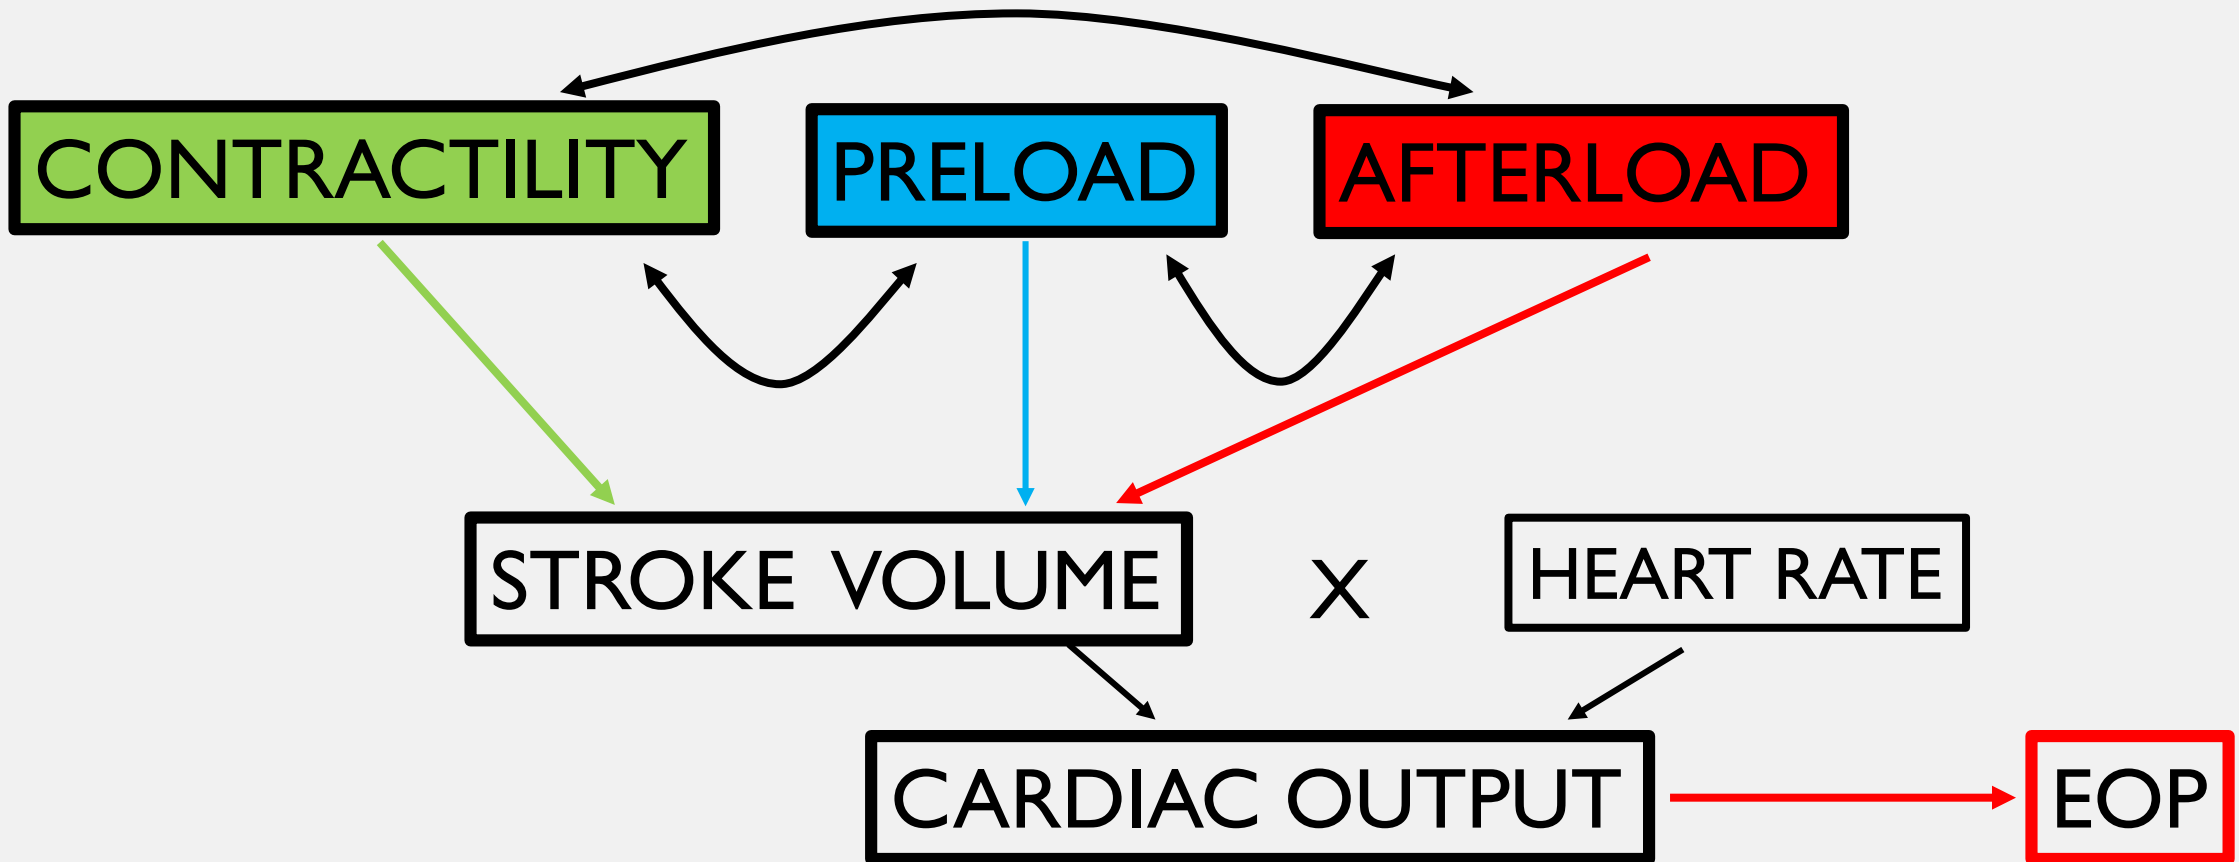 CONTRACTILITY
PRELOAD
AFTERLOAD
STROKE VOLUME
X
HEART RATE
CARDIAC OUTPUT
EOP